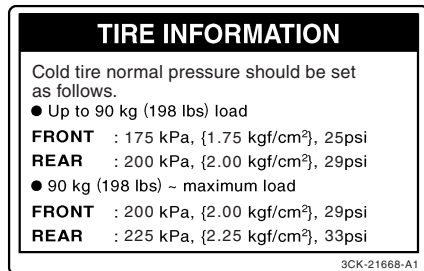 TIRE INFORMATION
Cold tire normal pressure should be set
as follows.
● Up to 90 kg (198 lbs) load
FRONT : 175 kPa, {1.75 kgf/cm²}, 25psi
REAR : 200 kPa, {2.00 kgf/cm²}, 29psi
● 90 kg (198 lbs) ~ maximum load
FRONT : 200 kPa, {2.00 kgf/cm²}, 29psi
REAR : 225 kPa, {2.25 kgf/cm²}, 33psi
3CK-21668-A1